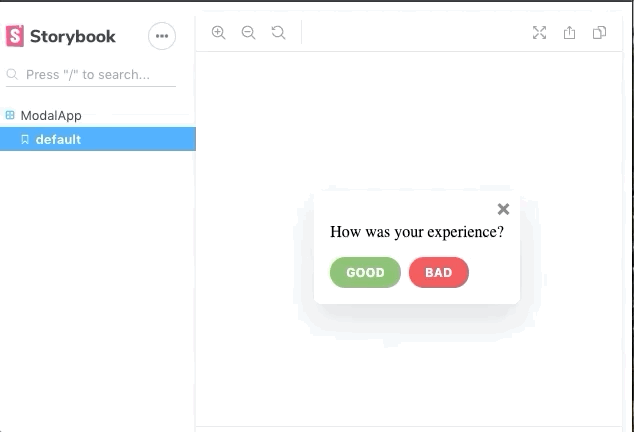 Storybook
Press "/" to search...
ModalApp
default
How was your experience?
GOOD BAD